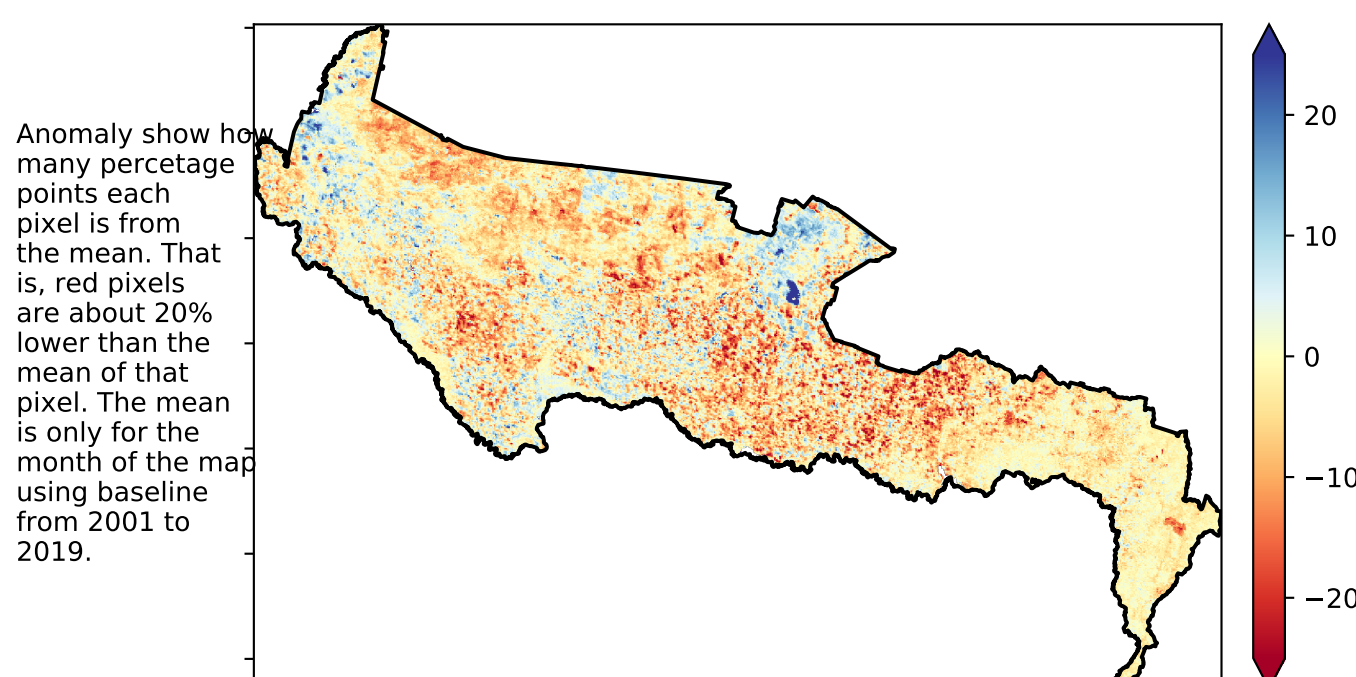 Anomaly show how
many percetage
points each
pixel is from
the mean. That
is, red pixels
are about 20%
lower than the
mean of that
pixel. The mean
is only for the
month of the map
using baseline
from 2001 to
2019.
20
10
0
−10
−20